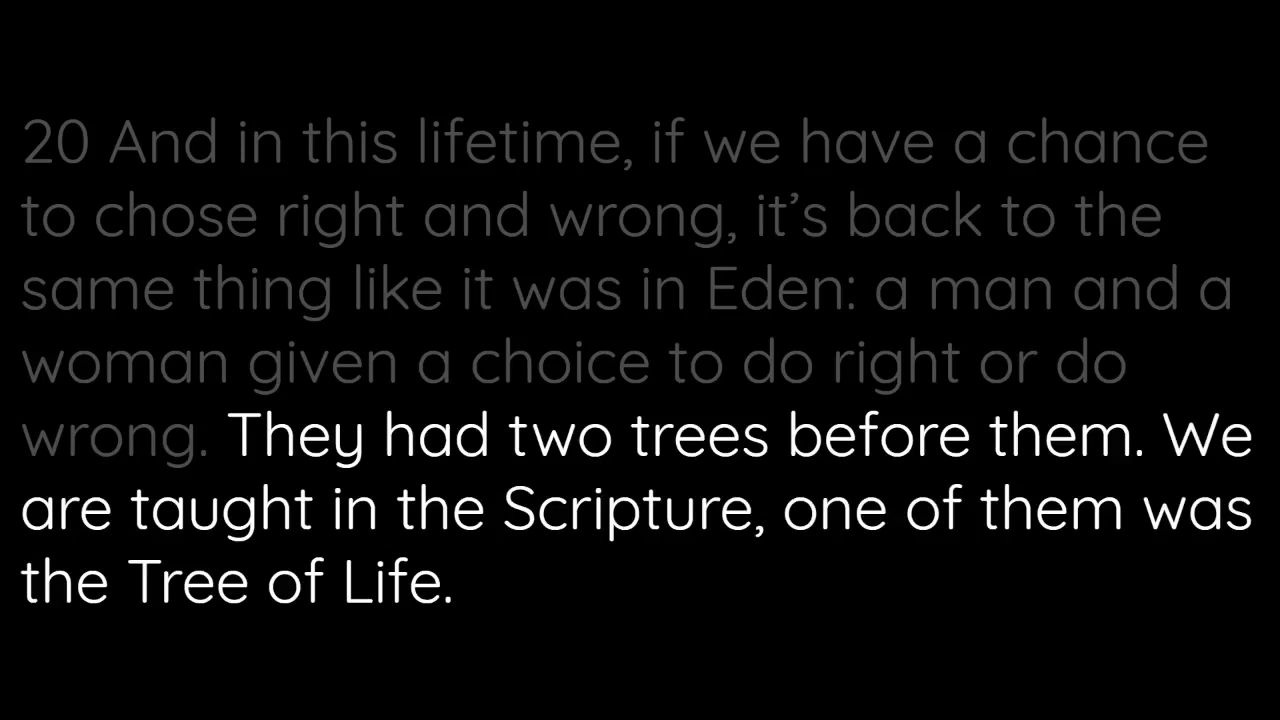 20 And in this lifetime, if we have a chance
to chose right and wrong, it’s back to the
same thing like it was in Eden: a man and a
woman given a choice to do right or do
wrong. They had two trees before them. We
are taught in the Scripture, one of them was
the Tree of Life.